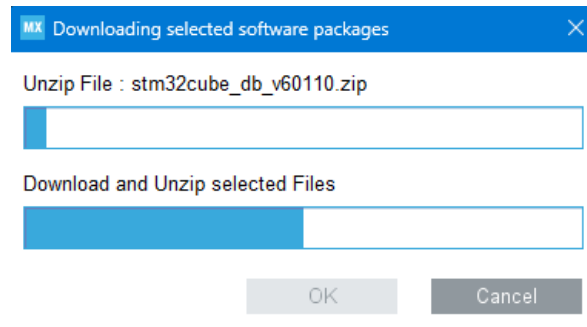 MX Downloading selected software packages
Unzip File : stm32cube_db_v60110.zip
Download and Unzip selected Files
OK Cancel